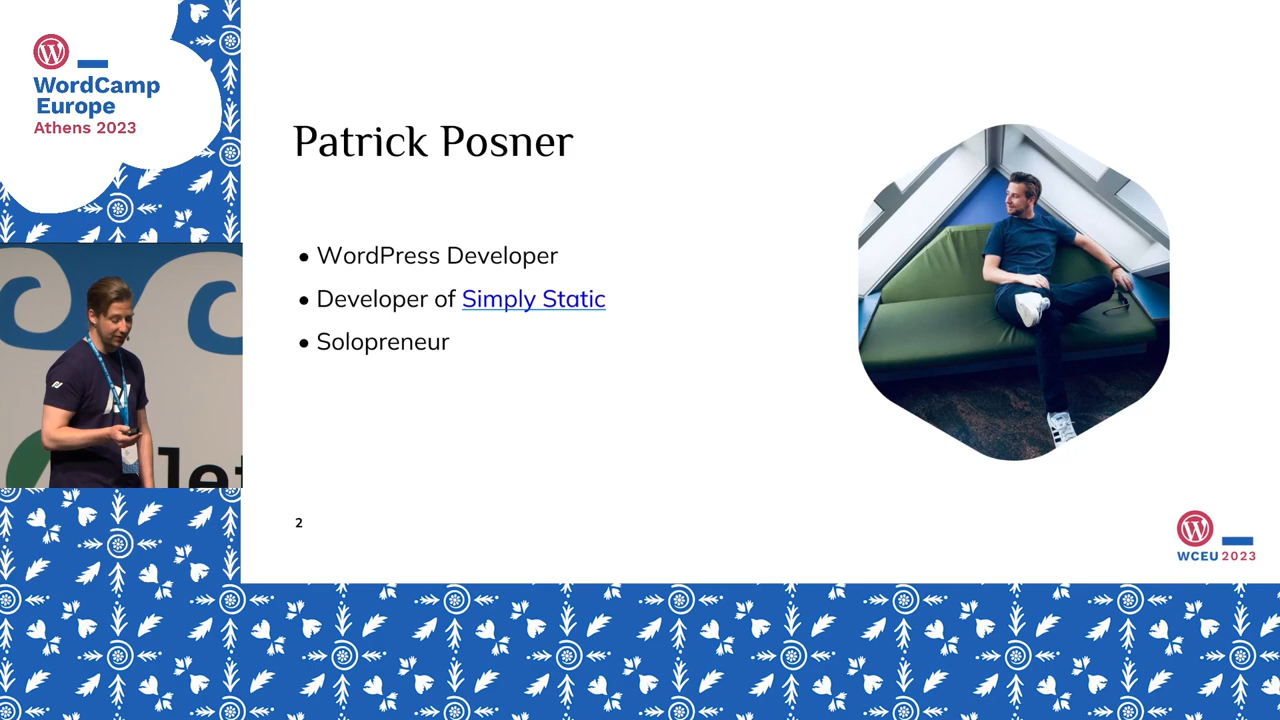 WordCamp
Europe
Athens 2023
Patrick Posner
• WordPress Developer
• Developer of Simply Static
• Solopreneur
2
WCEU 2023